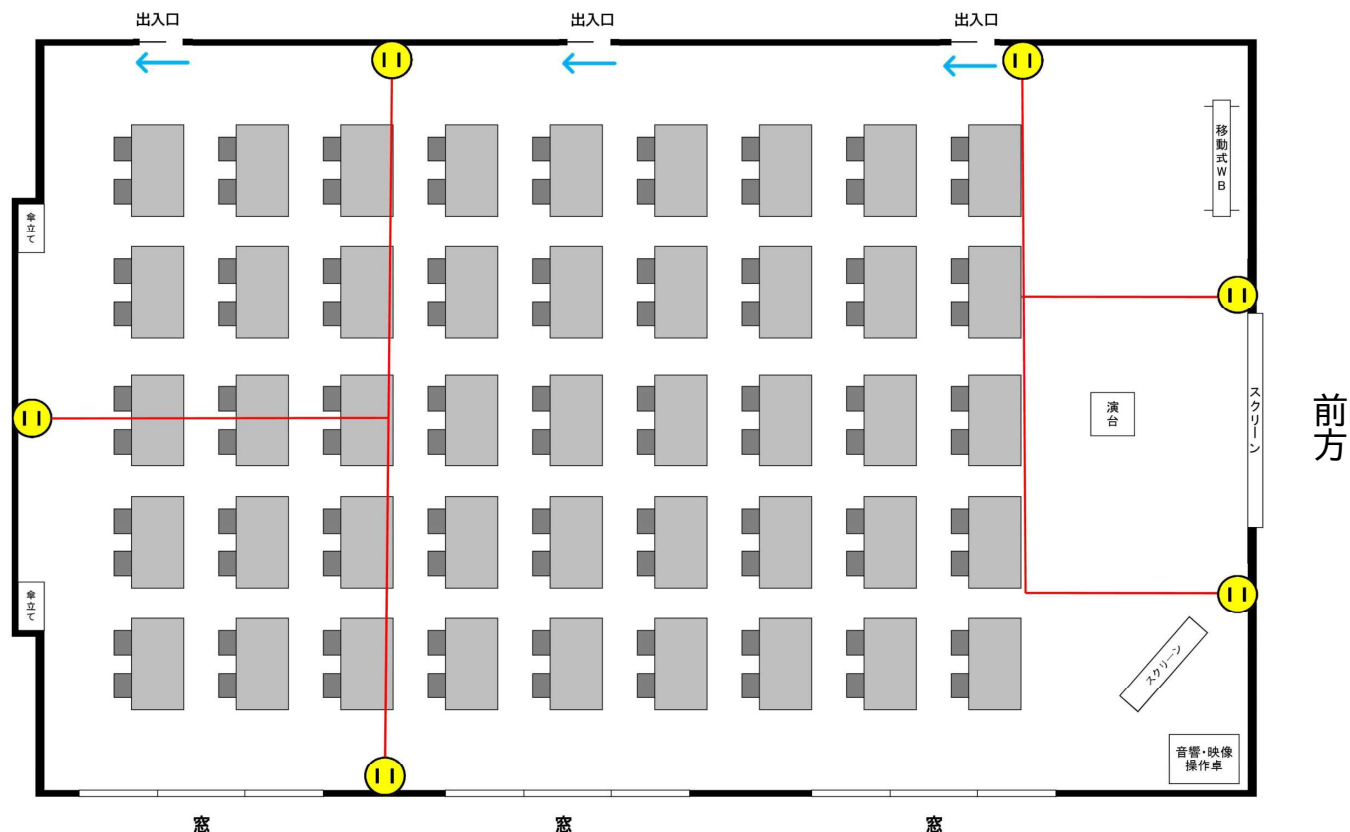 出入口
出入口
出入口
移動式WB
傘立て
スクリーン
演台
前方
傘立て
スクリーン
音響・映像
操作卓
窓
窓
窓